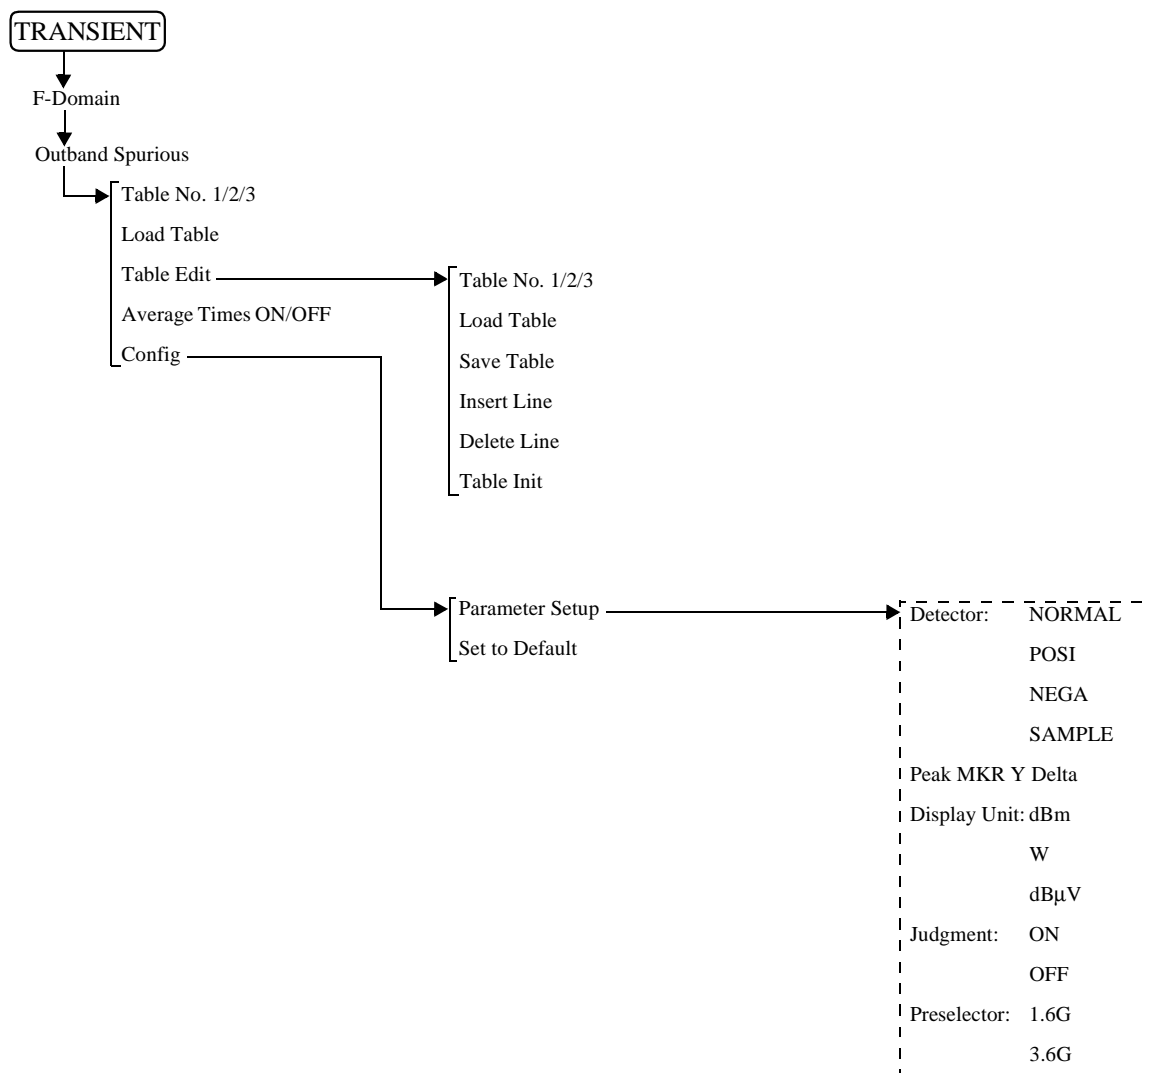 TRANSIENT
F-Domain
Outband Spurious
Table No. 1/2/3
Load Table
Table Edit
Average Times ON/OFF
Config
Table No. 1/2/3
Load Table
Save Table
Insert Line
Delete Line
Table Init
Parameter Setup
Set to Default
Detector: NORMAL
POSI
NEGA
SAMPLE
Peak MKR Y Delta
Display Unit: dBm
W
dBµV
Judgment: ON
OFF
Preselector: 1.6G
3.6G